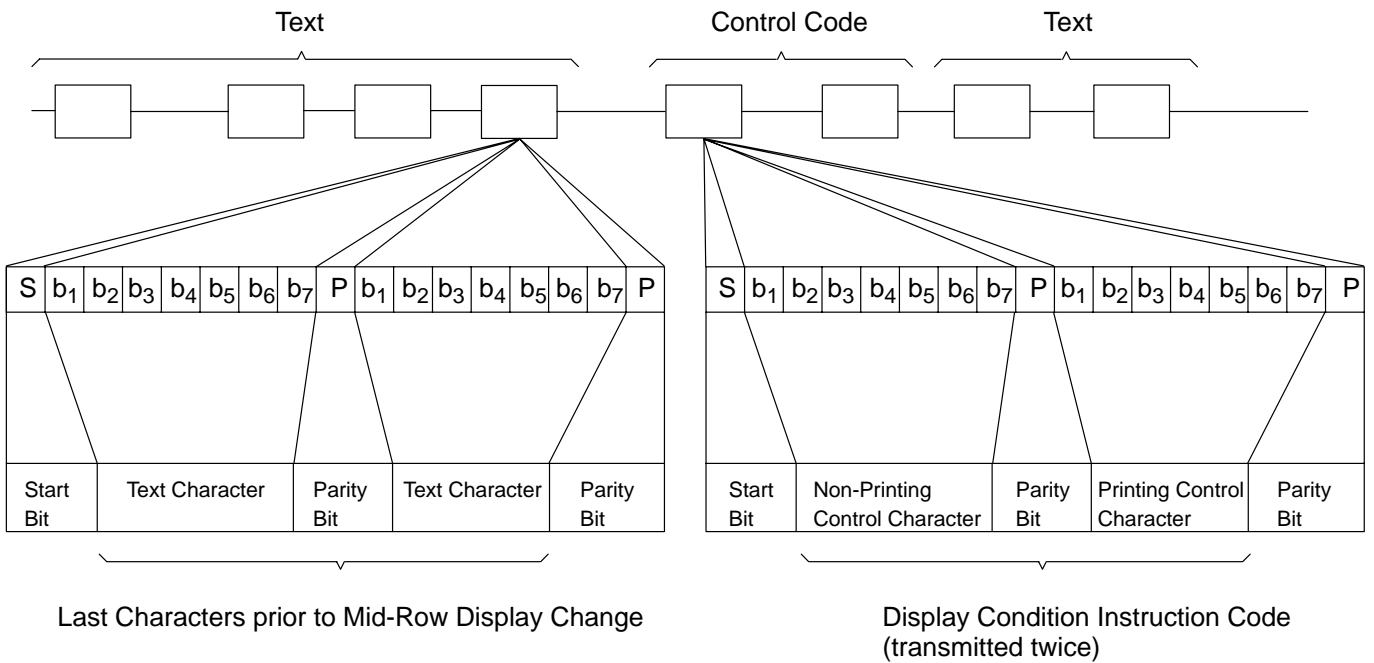 Text Control Code Text
S b₁ b₂ b₃ b₄ b₅ b₆ b₇ P b₁ b₂ b₃ b₄ b₅ b₆ b₇ P S b₁ b₂ b₃ b₄ b₅ b₆ b₇ P b₁ b₂ b₃ b₄ b₅ b₆ b₇ P
Start Bit
Text Character
Parity Bit
Text Character
Parity Bit
Start Bit
Non-Printing
Control Character
Parity Bit
Printing Control
Character
Parity Bit
Last Characters prior to Mid-Row Display Change
Display Condition Instruction Code
(transmitted twice)